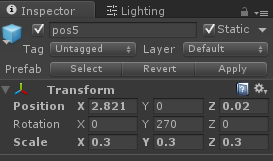 Inspector Lighting
pos5 Static
Tag Untagged Layer Default
Prefab Select Revert Apply
Transform
Position X 2.821 Y 0 Z 0.02
Rotation X 0 Y 270 Z 0
Scale X 0.3 Y 0.3 Z 0.3